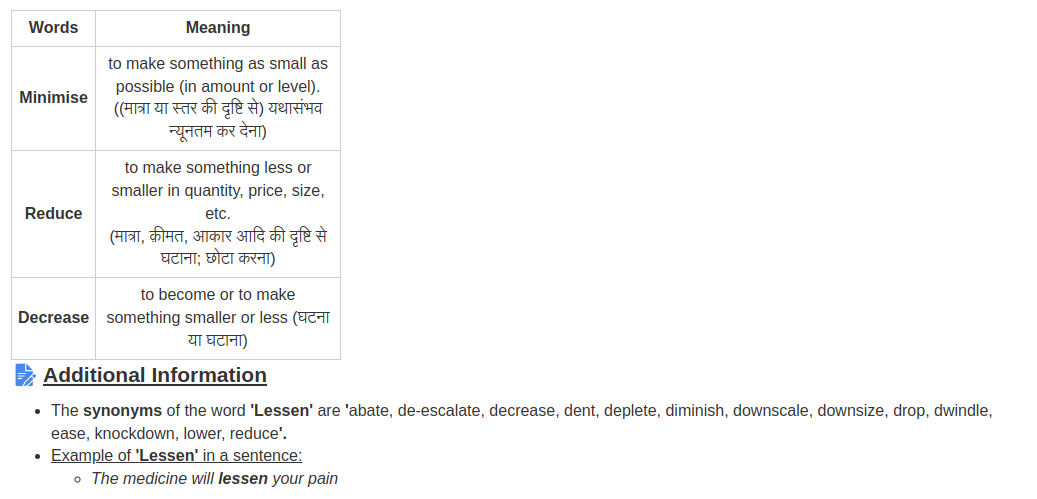 Words Meaning
to make something as small as
possible (in amount or level).
Minimise
((मात्रा या स्तर की दृष्टि से) यथासंभव
न्यूनतम कर देना)
to make something less or
smaller in quantity, price, size,
Reduce
etc.
(मात्रा, क़ीमत, आकार आदि की दृष्टि से
घटाना; छोटा करना)
to become or to make
Decrease
something smaller or less (घटना
या घटाना)
Additional Information
• The synonyms of the word 'Lessen' are 'abate, de-escalate, decrease, dent, deplete, diminish, downscale, downsize, drop, dwindle,
ease, knockdown, lower, reduce'.
• Example of 'Lessen' in a sentence:
◦ The medicine will lessen your pain